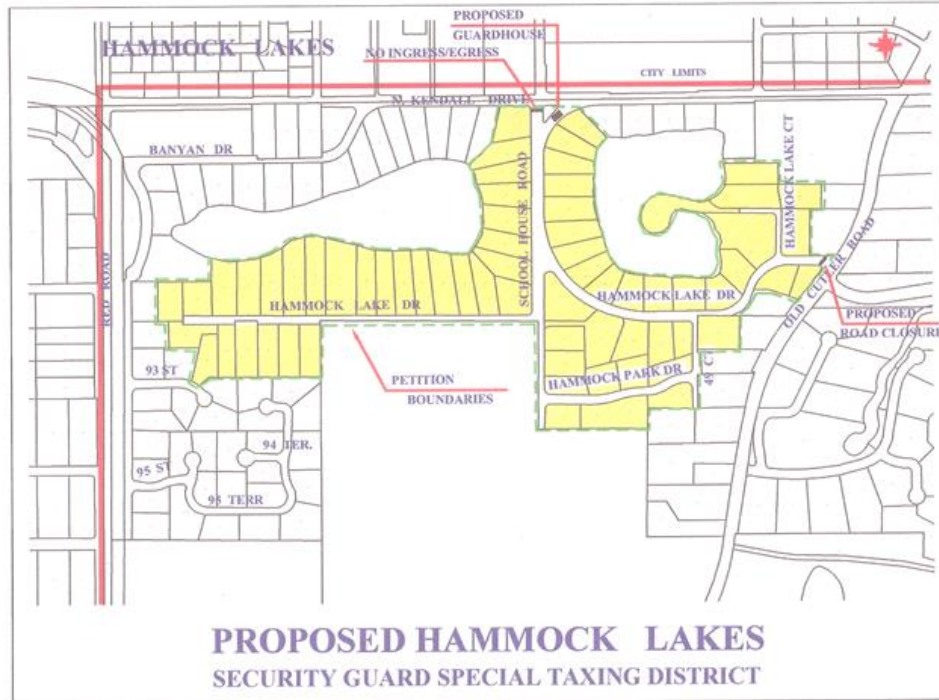 PROPOSED
GUARDHOUSE
HAMMOCK LAKES
NO INGRESS/EGRESS
CITY LIMITS
N. KENDALL DRIVE
BANYAN DR
SCHOOL HOUSE ROAD
HAMMOCK LAKE CT
RED ROAD
HAMMOCK LAKE DR
HAMMOCK LAKE DR
OLD CUTLER ROAD
PROPOSED
ROAD CLOSURE
93 ST
PETITION
BOUNDARIES
HAMMOCK PARK DR
49 CT
94 TER.
95 ST
95 TERR
PROPOSED HAMMOCK LAKES
SECURITY GUARD SPECIAL TAXING DISTRICT